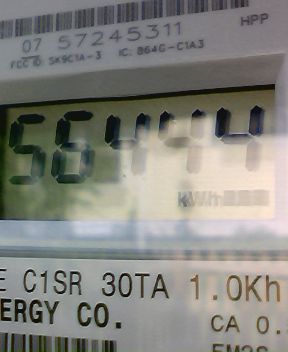 HPP
07 57245311
FCC ID: SK9C1A-3 IC: 864G-C1A3
56444
kWh
E C1SR 30TA 1.0Kh
ERGY CO.
CA 0.
EM2S